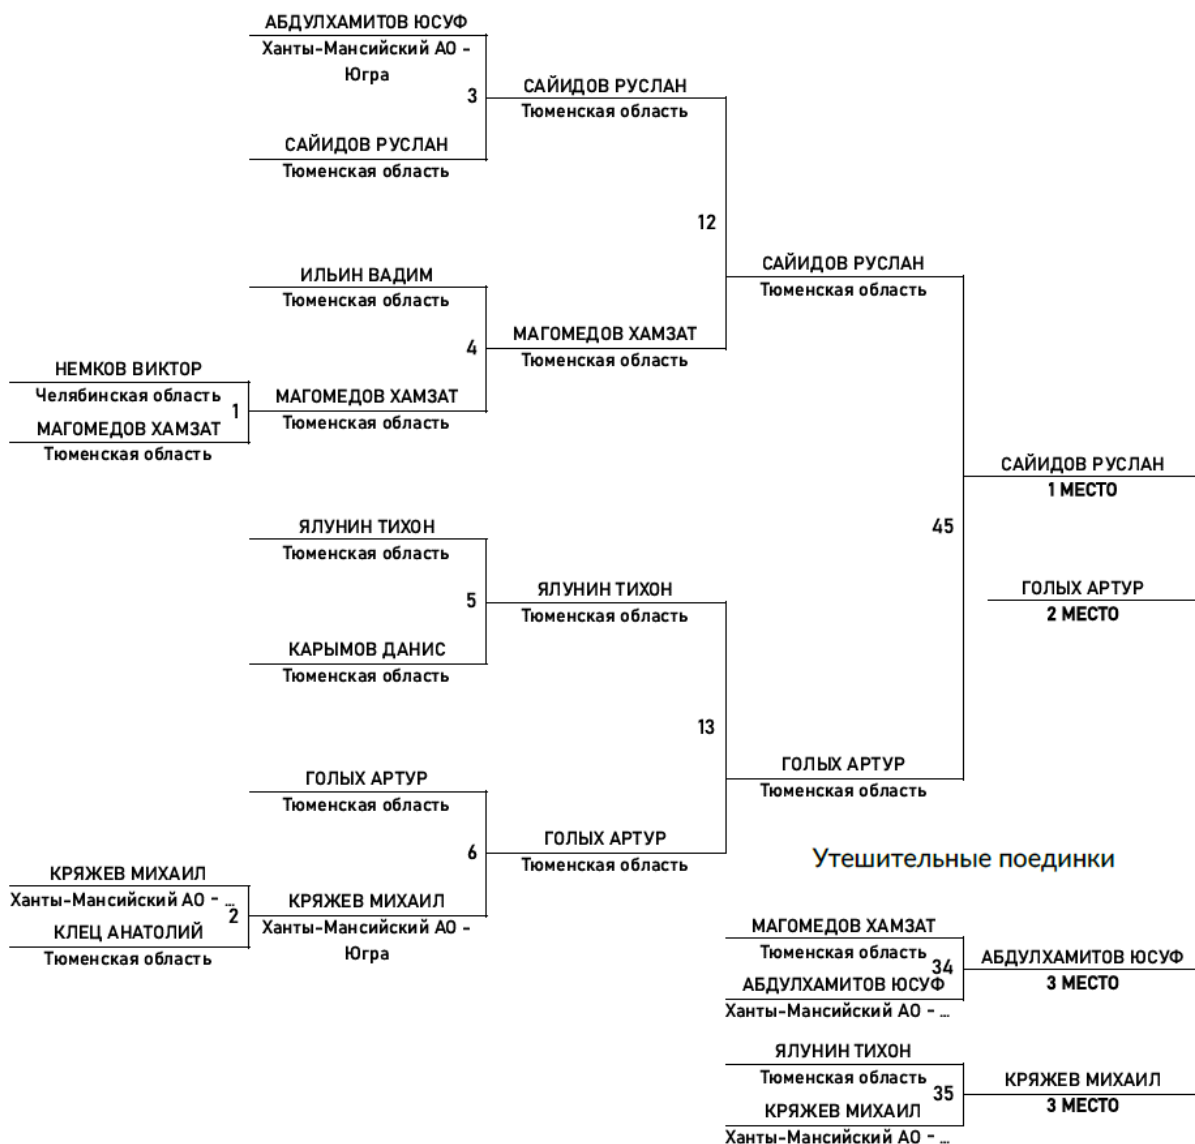 АБДУЛХАМИТОВ ЮСУФ
Ханты-Мансийский АО -
Югра
3
САЙИДОВ РУСЛАН
Тюменская область
САЙИДОВ РУСЛАН
Тюменская область
12
ИЛЬИН ВАДИМ
Тюменская область
САЙИДОВ РУСЛАН
Тюменская область
4
МАГОМЕДОВ ХАМЗАТ
Тюменская область
НЕМКОВ ВИКТОР
Челябинская область
1
МАГОМЕДОВ ХАМЗАТ
Тюменская область
МАГОМЕДОВ ХАМЗАТ
Тюменская область
САЙИДОВ РУСЛАН
1 МЕСТО
45
ЯЛУНИН ТИХОН
Тюменская область
5
ЯЛУНИН ТИХОН
Тюменская область
ГОЛЫХ АРТУР
2 МЕСТО
КАРЫМОВ ДАНИС
Тюменская область
13
ГОЛЫХ АРТУР
Тюменская область
ГОЛЫХ АРТУР
Тюменская область
6
ГОЛЫХ АРТУР
Тюменская область
Утешительные поединки
КРЯЖЕВ МИХАИЛ
Ханты-Мансийский АО - ...
2
КЛЕЦ АНАТОЛИЙ
Тюменская область
КРЯЖЕВ МИХАИЛ
Ханты-Мансийский АО -
Югра
МАГОМЕДОВ ХАМЗАТ
Тюменская область
34
АБДУЛХАМИТОВ ЮСУФ
Ханты-Мансийский АО - ...
АБДУЛХАМИТОВ ЮСУФ
3 МЕСТО
ЯЛУНИН ТИХОН
Тюменская область
35
КРЯЖЕВ МИХАИЛ
Ханты-Мансийский АО - ...
КРЯЖЕВ МИХАИЛ
3 МЕСТО